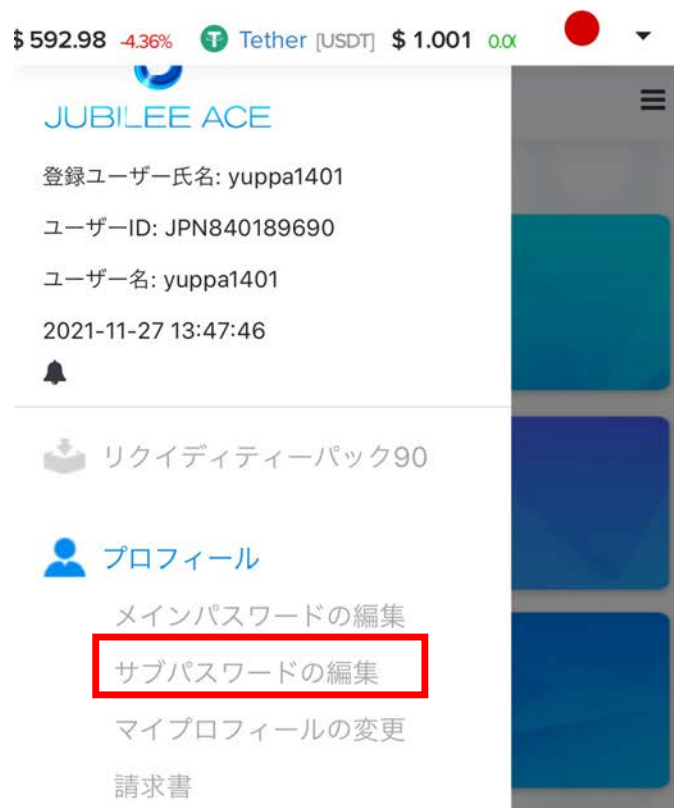 $ 592.98 -4.36% Tether [USDT] $ 1.001 0.00
JUBILEE ACE
登録ユーザー氏名: yuppa1401
ユーザーID: JPN840189690
ユーザー名: yuppa1401
2021-11-27 13:47:46
リクイディティーパック90
プロフィール
メインパスワードの編集
サブパスワードの編集
マイプロフィールの変更
請求書